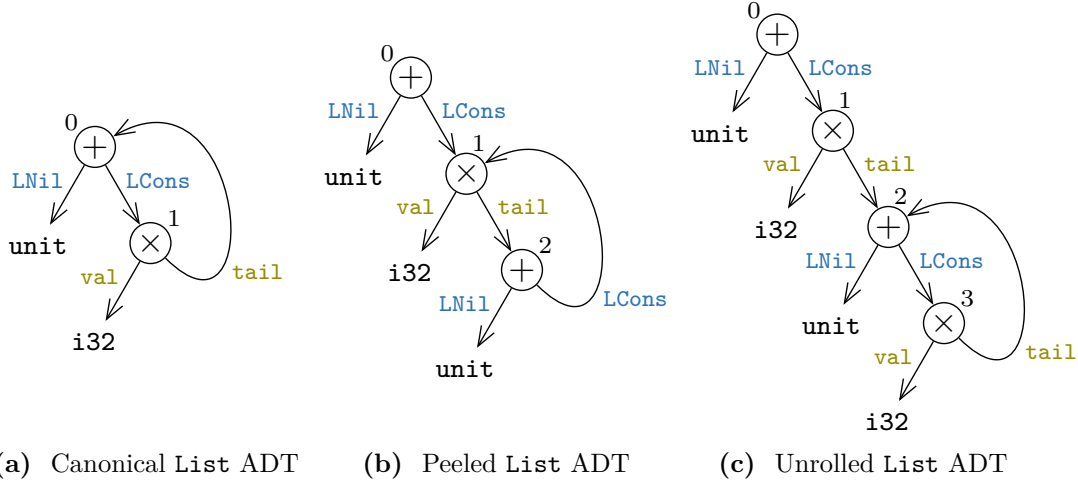 0
+
LNil
LCons
unit
1
×
val
tail
i32
0
+
LNil
LCons
unit
1
×
val
tail
i32
2
+
LNil
LCons
unit
0
+
LNil
LCons
unit
1
×
val
tail
i32
2
+
LNil
LCons
unit
3
×
val
tail
i32
a) Canonical List ADT
(b) Peeled List ADT
(c) Unrolled List ADT